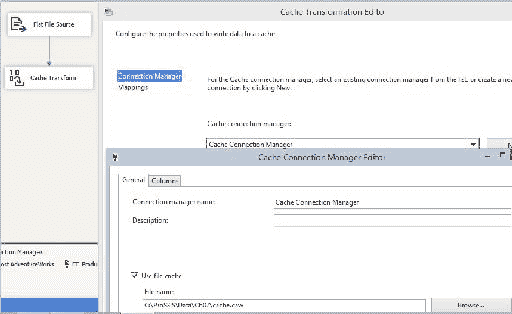 Flat File Source
Cache Transform
Cache Transformation Editor
Configure the properties used to write data to a cache.
Connection Manager
Mappings
For the Cache connection manager, select an existing connection manager from the list, or create a new
connection by clicking New.
Cache connection manager:
Cache Connection Manager
Cache Connection Manager Editor
General
Columns
Connection manager name:
Cache Connection Manager
Description:
Use file cache
File name:
Browse...